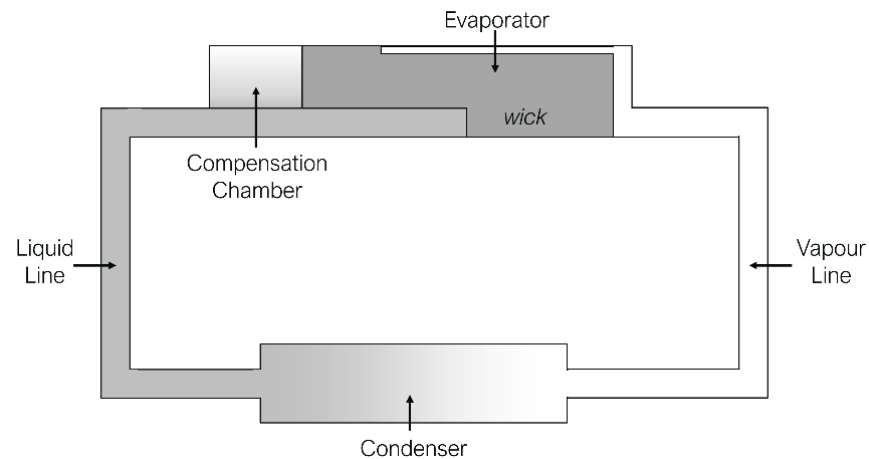 Evaporator
wick
Compensation
Chamber
Liquid
Line
Vapour
Line
Condenser